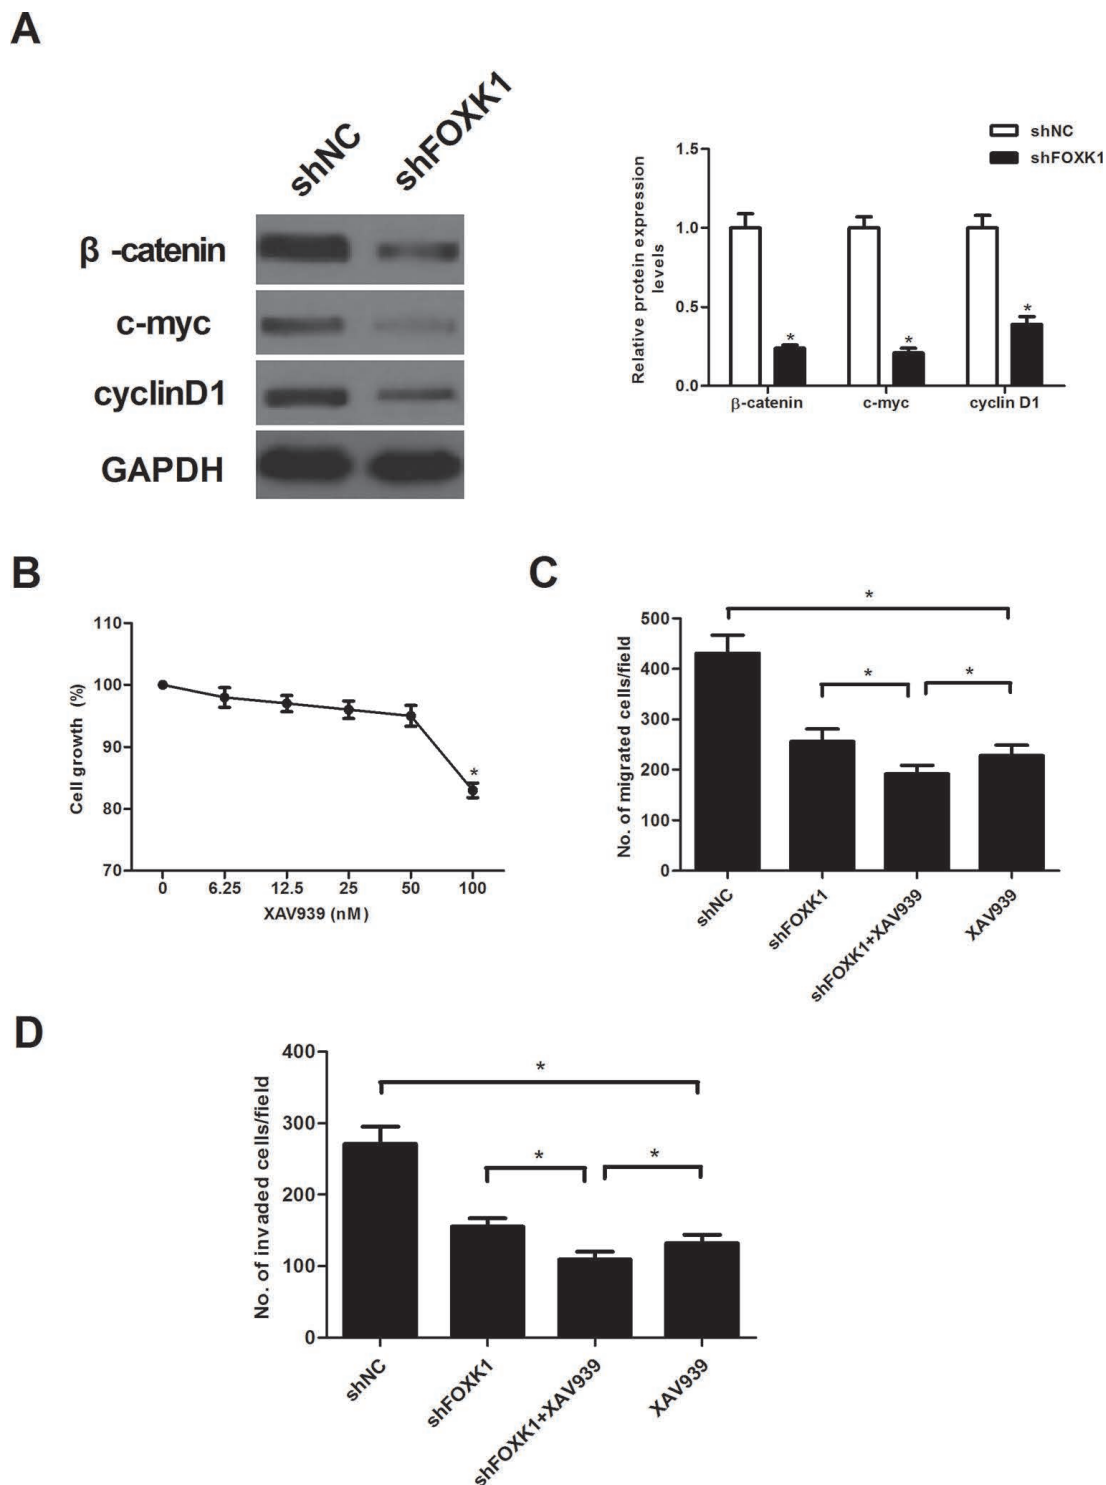 A
shNC
shFOXK1
β -catenin
c-myc
cyclinD1
GAPDH
shNC
shFOXK1
Relative protein expression
levels
1.5
1.0
0.5
0.0
*
*
*
β-catenin
c-myc
cyclin D1
B
Cell growth (%)
110
100
90
80
70
*
0
6.25
12.5
25
50
100
XAV939 (nM)
C
No. of migrated cells/field
500
400
300
200
100
0
*
*
*
shNC
shFOXK1
shFOXK1+XAV939
XAV939
D
No. of invaded cells/field
400
300
200
100
0
*
*
*
shNC
shFOXK1
shFOXK1+XAV939
XAV939